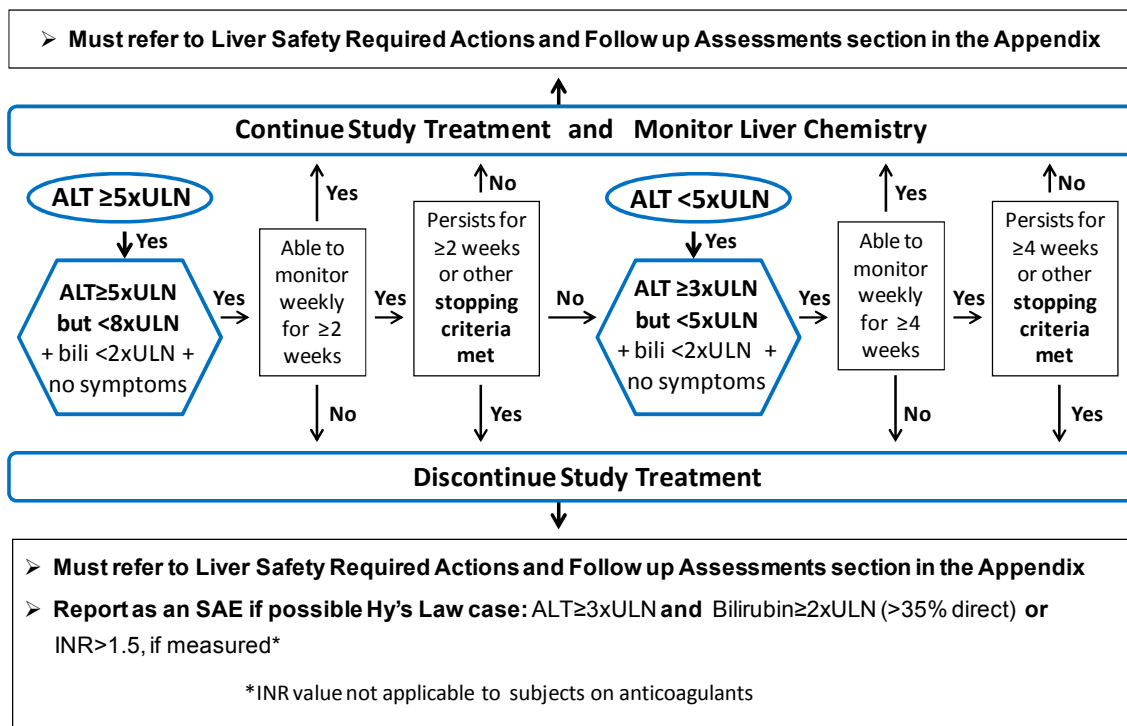 ➢ Must refer to Liver Safety Required Actions and Follow up Assessments section in the Appendix
Continue Study Treatment and Monitor Liver Chemistry
ALT ≥5xULN
Yes
ALT≥5xULN
but <8xULN
+ bili <2xULN +
no symptoms
Yes
Yes
Able to
monitor
weekly
for ≥2
weeks
No
Yes
No
Persists for
≥2 weeks
or other
stopping
criteria
met
Yes
No
ALT <5xULN
Yes
ALT ≥3xULN
but <5xULN
+ bili <2xULN +
no symptoms
Yes
Yes
Able to
monitor
weekly
for ≥4
weeks
No
Yes
No
Persists for
≥4 weeks
or other
stopping
criteria
met
Yes
Discontinue Study Treatment
➢ Must refer to Liver Safety Required Actions and Follow up Assessments section in the Appendix
➢ Report as an SAE if possible Hy's Law case: ALT≥3xULN and Bilirubin≥2xULN (>35% direct) or
INR>1.5, if measured*
*INR value not applicable to subjects on anticoagulants